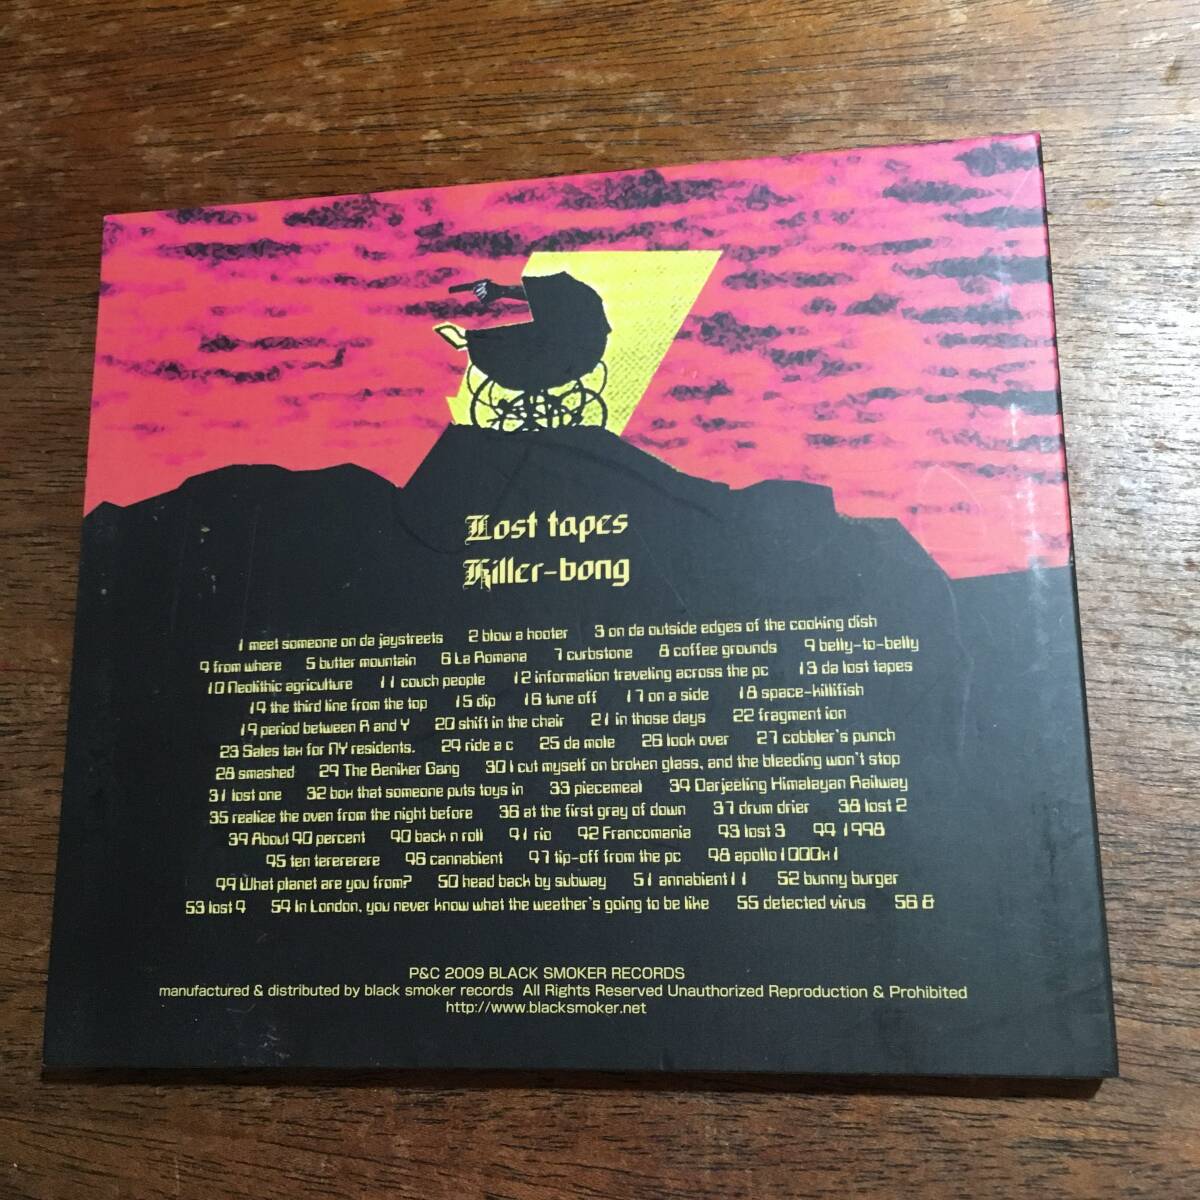 Lost tapes
Killer-bong
1 meet someone on da jaystreets 2 blow a hooter 3 on da outside edges of the cooking dish
4 from where 5 butter mountain 6 La Romana 7 curbstone 8 coffee grounds 9 belly-to-belly
10 Neolithic agriculture 11 couch people 12 information traveling across the pc 13 da lost tapes
14 the third line from the top 15 dip 16 tune off 17 on a side 18 space-killifish
19 period between R and Y 20 shift in the chair 21 in those days 22 fragment ion
23 Sales tax for NY residents. 24 ride a c 25 da mole 26 look over 27 cobbler's punch
28 smashed 29 The Beniker Gang 30 I cut myself on broken glass, and the bleeding won't stop
31 lost one 32 box that someone puts toys in 33 piecemeal 34 Darjeeling Himalayan Railway
35 realize the oven from the night before 36 at the first gray of down 37 drum drier 38 lost 2
39 About 40 percent 40 back n roll 41 rio 42 Francomania 43 lost 3 44 1998
45 ten terererere 46 cannabient 47 tip-off from the pc 48 apollo 1000x1
49 What planet are you from? 50 head back by subway 51 annabient 11 52 bunny burger
53 lost 4 54 In London, you never know what the weather's going to be like 55 detected virus 56 &
P&C 2009 BLACK SMOKER RECORDS
manufactured & distributed by black smoker records All Rights Reserved Unauthorized Reproduction & Prohibited
http://www.blacksmoker.net